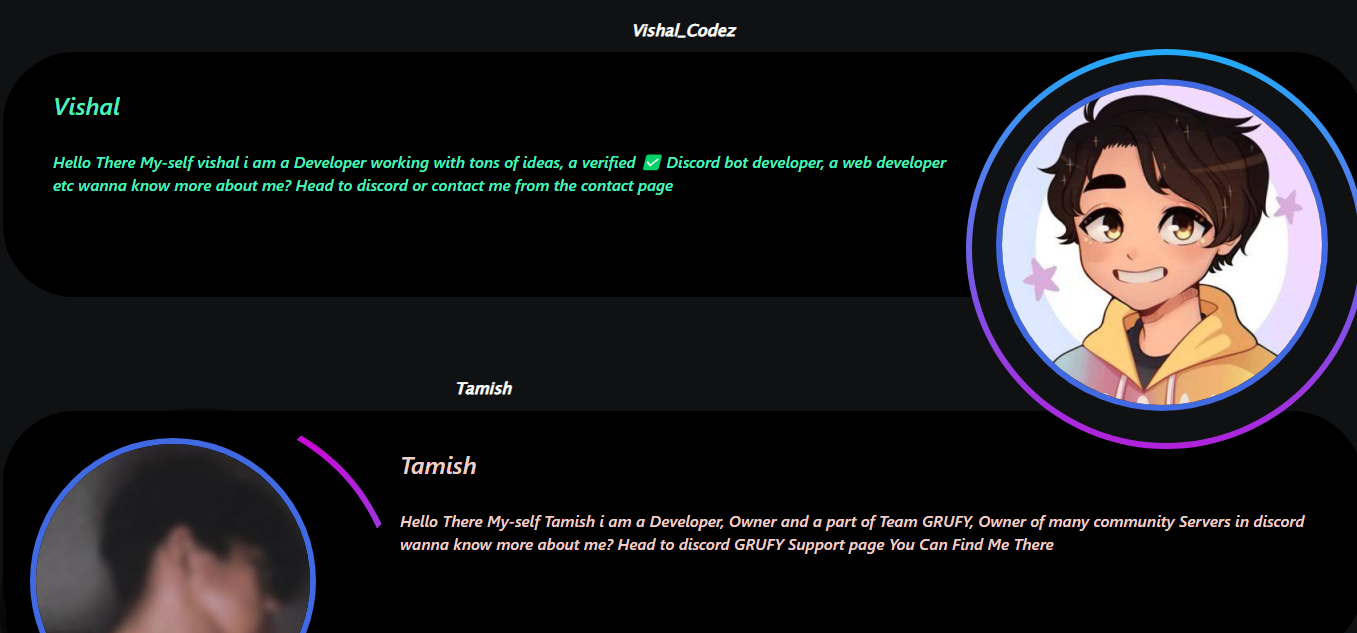 Vishal_Codez
Vishal
Hello There My-self vishal i am a Developer working with tons of ideas, a verified ✅ Discord bot developer, a web developer
etc wanna know more about me? Head to discord or contact me from the contact page
Tamish
Tamish
Hello There My-self Tamish i am a Developer, Owner and a part of Team GRUFY, Owner of many community Servers in discord
wanna know more about me? Head to discord GRUFY Support page You Can Find Me There